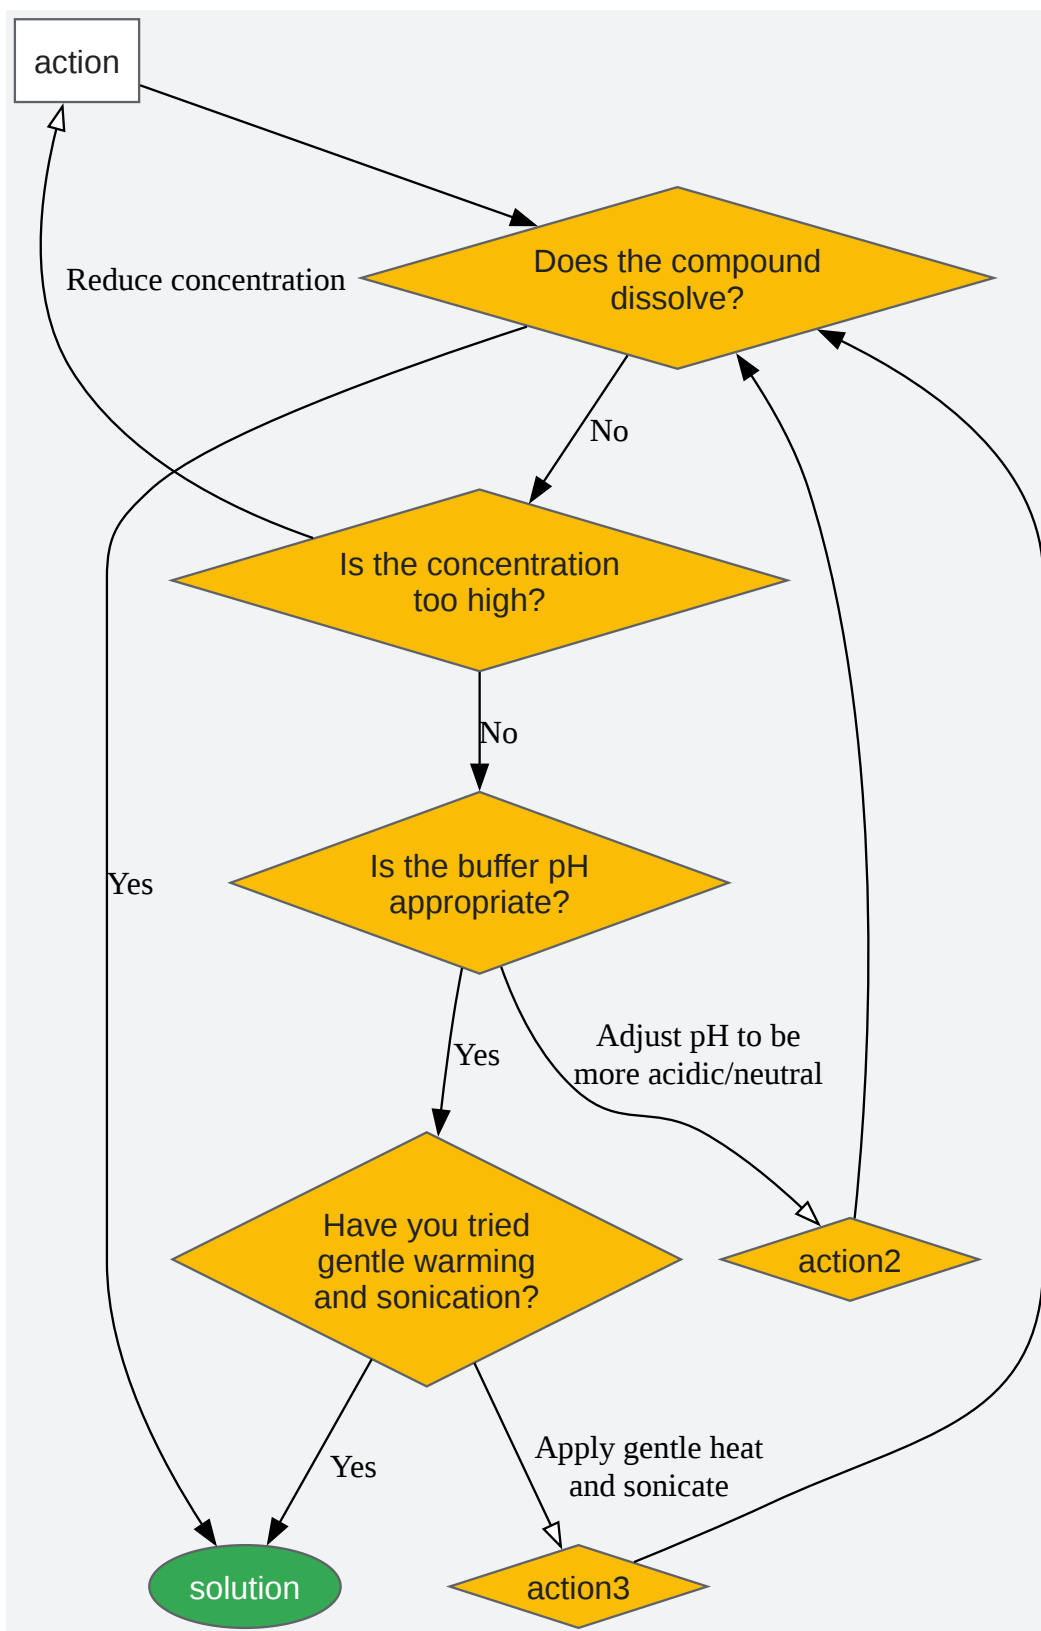 action
Does the compound
dissolve?
Reduce concentration
No
Is the concentration
too high?
No
Is the buffer pH
appropriate?
Yes
Yes
Adjust pH to be
more acidic/neutral
Have you tried
gentle warming
and sonication?
action2
Yes
Apply gentle heat
and sonicate
solution
action3